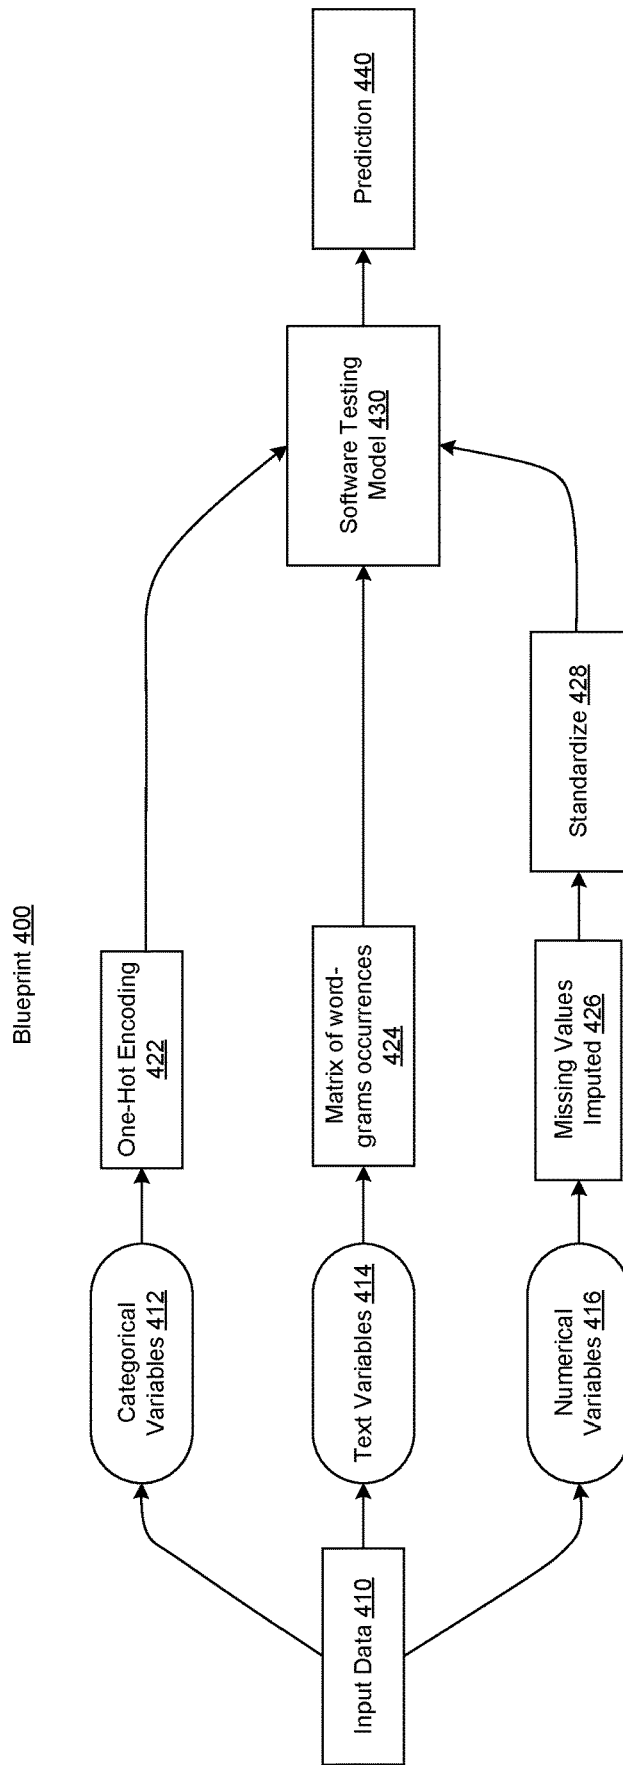 Blueprint 400
Input Data 410
Categorical
Variables 412
Text Variables 414
Numerical
Variables 416
One-Hot Encoding
422
Matrix of word-
grams occurrences
424
Missing Values
Imputed 426
Standardize 428
Software Testing
Model 430
Prediction 440